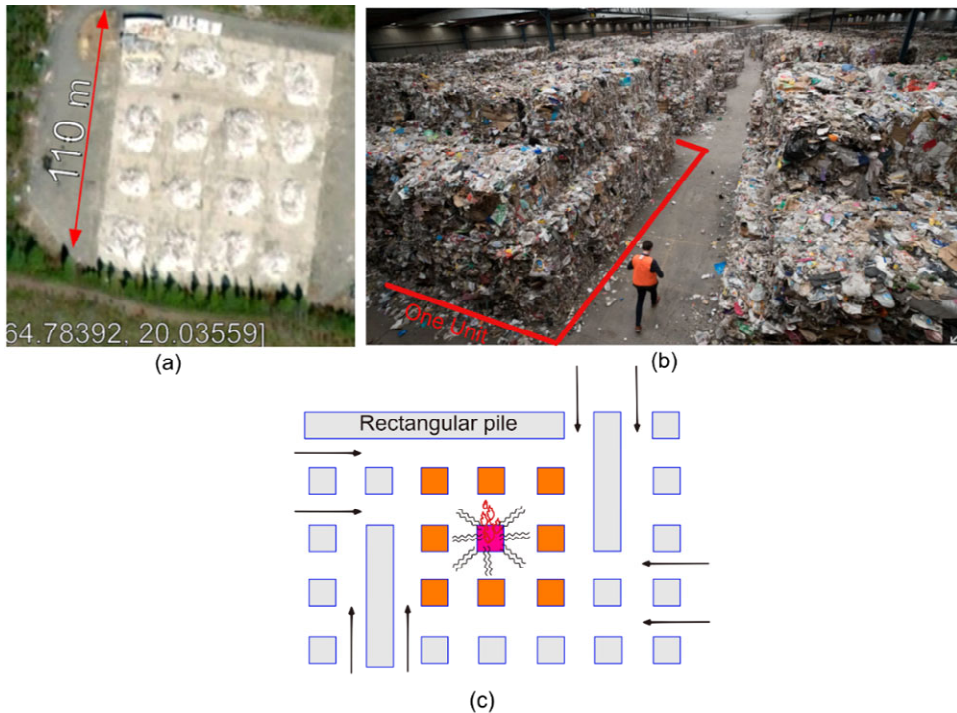 110 m
64.78392, 20.03559]
(a)
One Unit
(b)
Rectangular pile
(c)